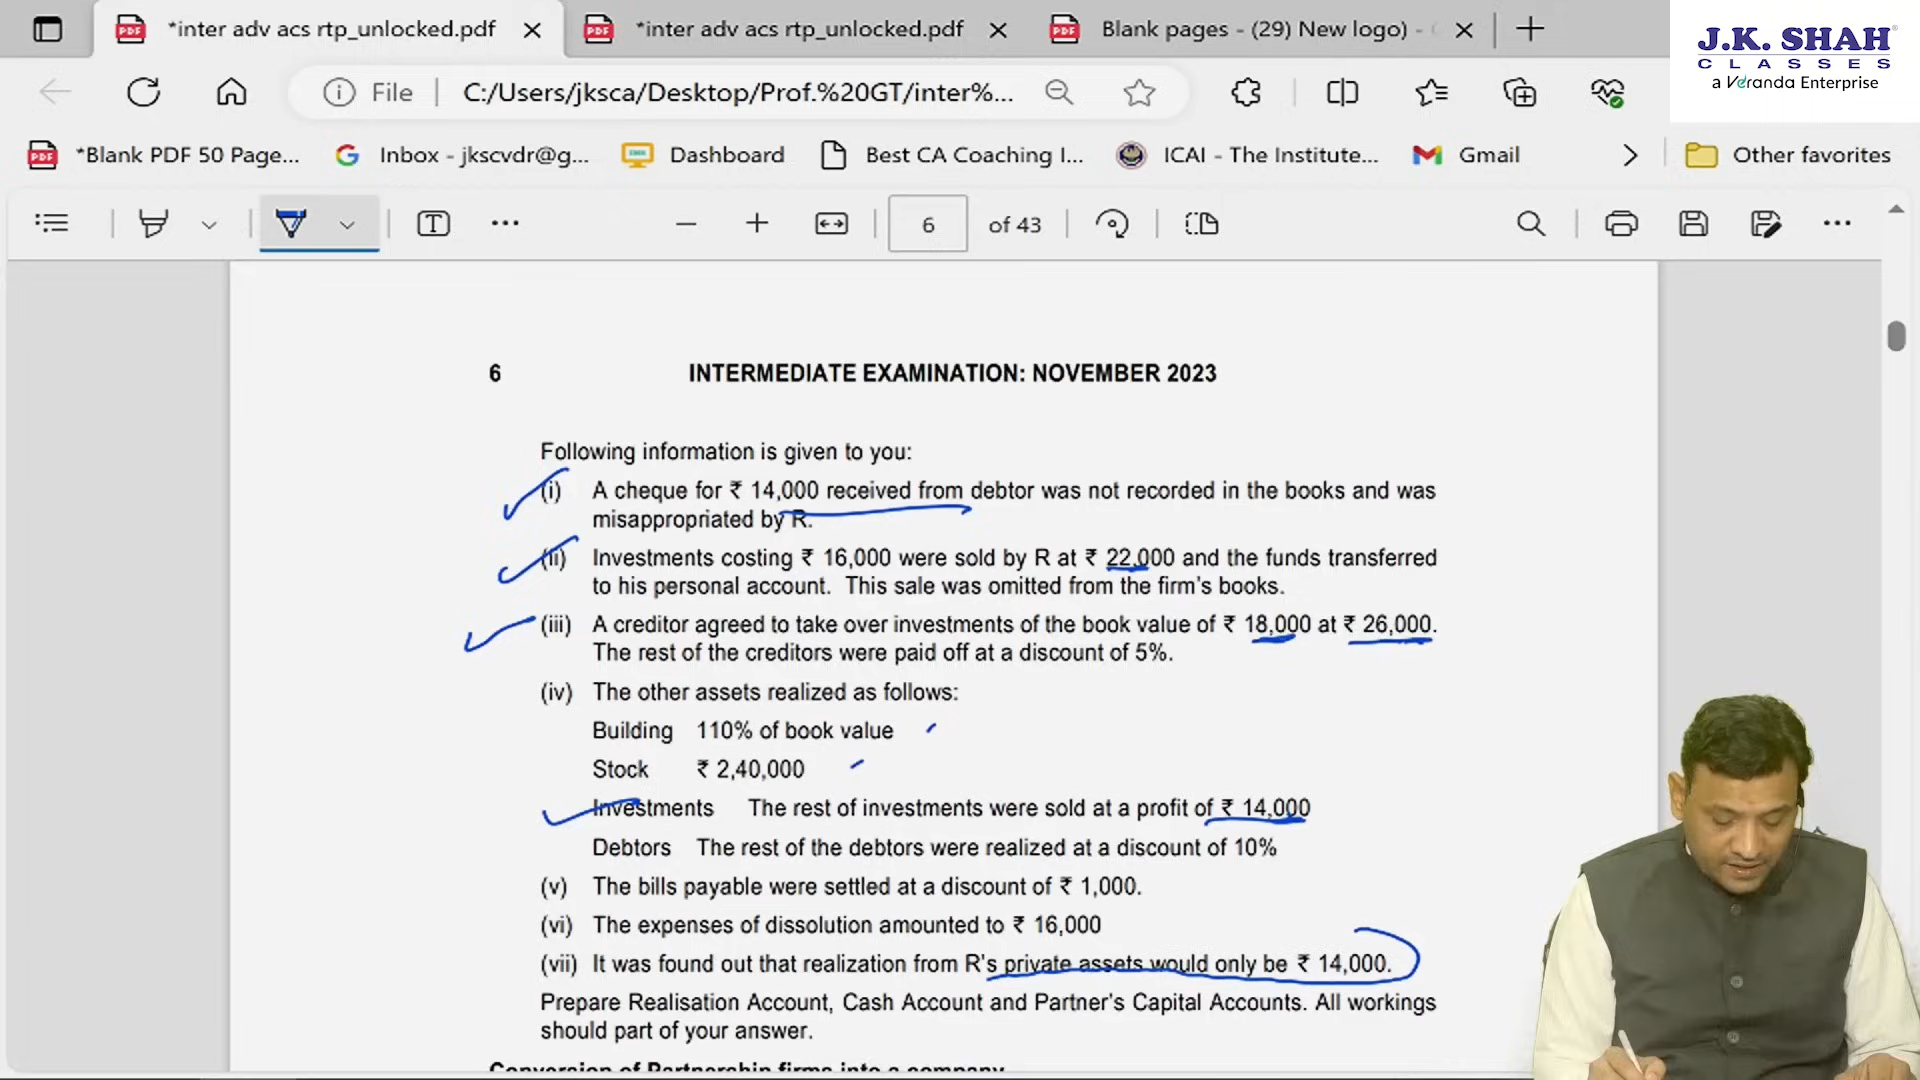 *inter adv acs rtp_unlocked.pdf
*inter adv acs rtp_unlocked.pdf
Blank pages - (29) New logo) -
J.K. SHAH
CLASSES
a Veranda Enterprise
File
C:/Users/jksca/Desktop/Prof.%20GT/inter%...
*Blank PDF 50 Page...
Inbox - jkscvdr@g...
Dashboard
Best CA Coaching I...
ICAI - The Institute...
Gmail
Other favorites
6 of 43
6 INTERMEDIATE EXAMINATION: NOVEMBER 2023
Following information is given to you:
(i) A cheque for ₹ 14,000 received from debtor was not recorded in the books and was
misappropriated by R.
(ii) Investments costing ₹ 16,000 were sold by R at ₹ 22,000 and the funds transferred
to his personal account. This sale was omitted from the firm's books.
(iii) A creditor agreed to take over investments of the book value of ₹ 18,000 at ₹ 26,000.
The rest of the creditors were paid off at a discount of 5%.
(iv) The other assets realized as follows:
Building 110% of book value
Stock ₹ 2,40,000
Investments The rest of investments were sold at a profit of ₹ 14,000
Debtors The rest of the debtors were realized at a discount of 10%
(v) The bills payable were settled at a discount of ₹ 1,000.
(vi) The expenses of dissolution amounted to ₹ 16,000
(vii) It was found out that realization from R's private assets would only be ₹ 14,000.
Prepare Realisation Account, Cash Account and Partner's Capital Accounts. All workings
should part of your answer.
Conversion of Partnership firms into a company